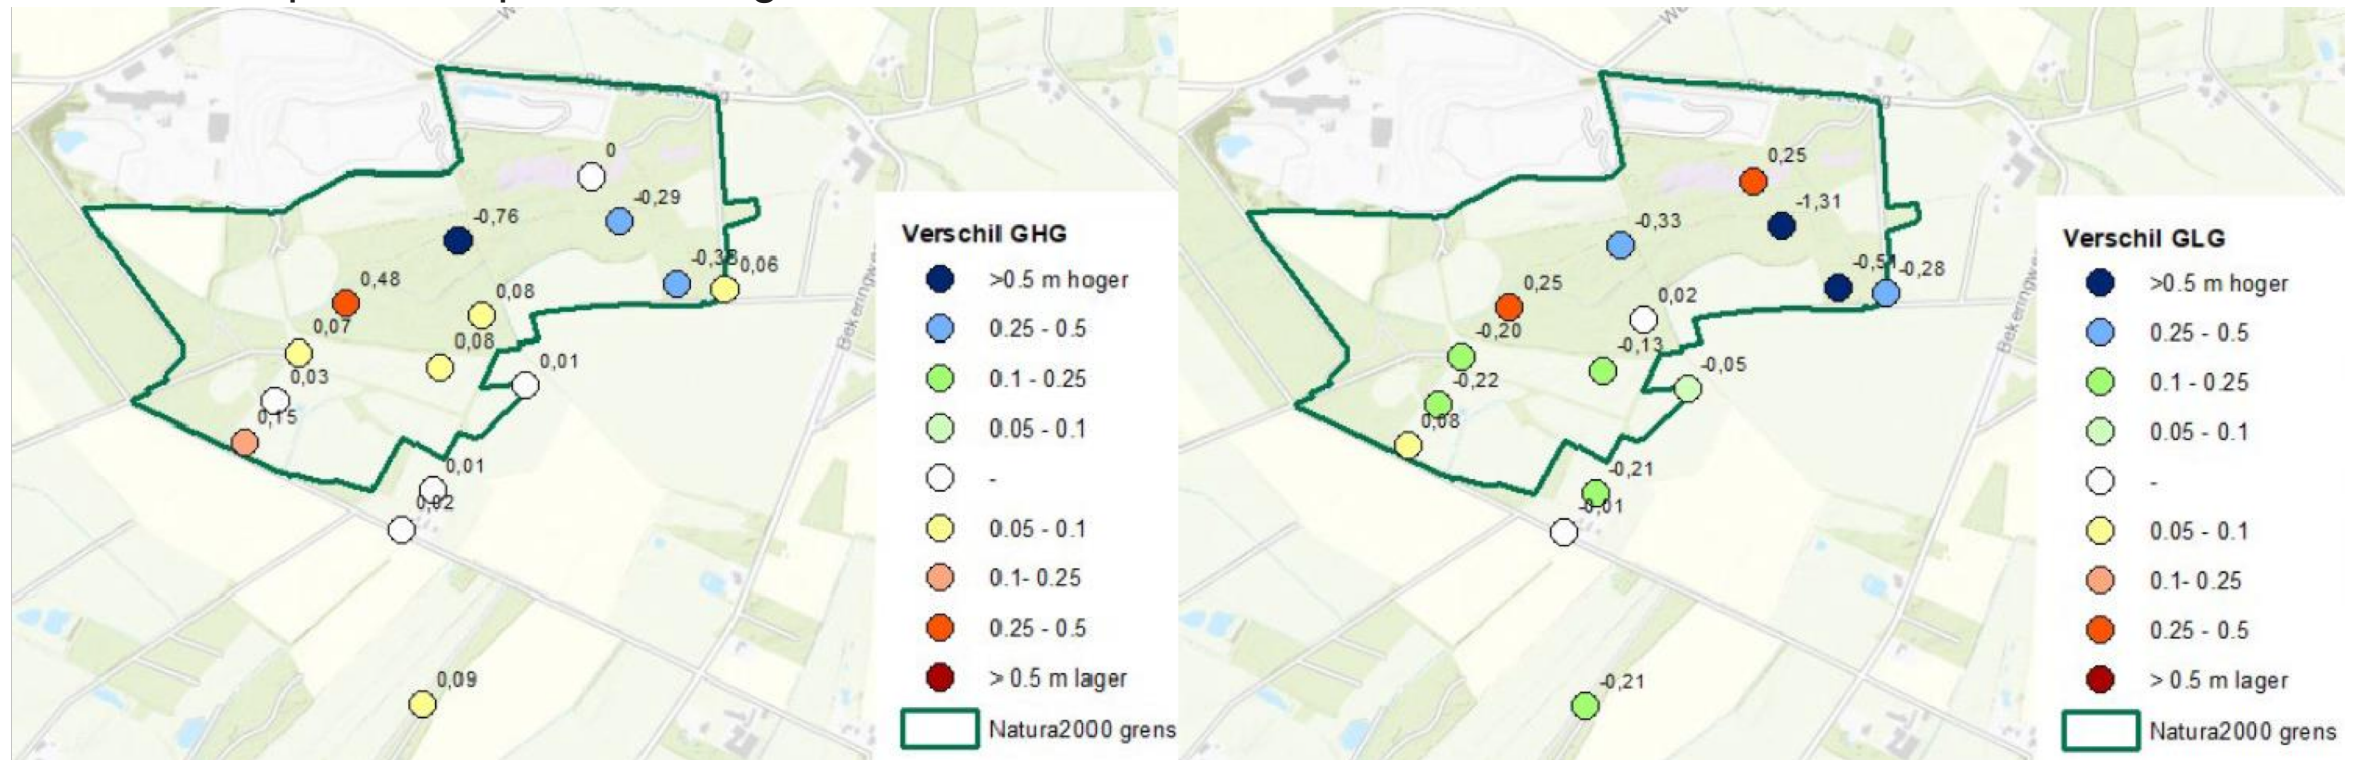 0
-0,29
-0,76
-0,33
0,06
0,48
0,08
0,07
0,08
0,01
0,03
0,15
0,01
0,02
0,09
Bekeringweg
Verschil GHG
>0.5 m hoger
0.25 - 0.5
0.1 - 0.25
0.05 - 0.1
-
0.05 - 0.1
0.1- 0.25
0.25 - 0.5
> 0.5 m lager
Natura2000 grens
0,25
-1,31
-0,33
-0,51
-0,28
0,25
0,02
-0,20
-0,13
-0,05
-0,22
0,08
-0,21
-0,01
-0,21
Bekeringwe
Verschil GLG
>0.5 m hoger
0.25 - 0.5
0.1 - 0.25
0.05 - 0.1
-
0.05 - 0.1
0.1- 0.25
0.25 - 0.5
> 0.5 m lager
Natura2000 grens